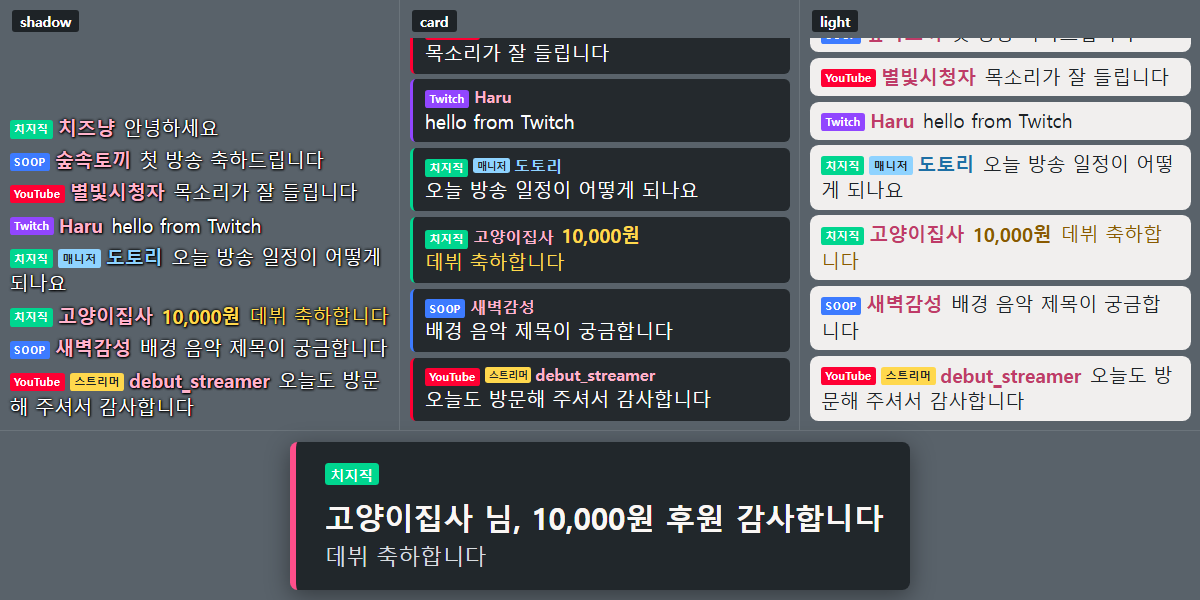 shadow
치지직 치즈냥 안녕하세요
SOOP 숲속토끼 첫 방송 축하드립니다
YouTube 별빛시청자 목소리가 잘 들립니다
Twitch Haru hello from Twitch
치지직 매니저 도토리 오늘 방송 일정이 어떻게
되나요
치지직 고양이집사 10,000원 데뷔 축하합니다
SOOP 새벽감성 배경 음악 제목이 궁금합니다
YouTube 스트리머 debut_streamer 오늘도 방문
해 주셔서 감사합니다
card
목소리가 잘 들립니다
Twitch Haru
hello from Twitch
치지직 매니저 도토리
오늘 방송 일정이 어떻게 되나요
치지직 고양이집사 10,000원
데뷔 축하합니다
SOOP 새벽감성
배경 음악 제목이 궁금합니다
YouTube 스트리머 debut_streamer
오늘도 방문해 주셔서 감사합니다
light
YouTube 별빛시청자 목소리가 잘 들립니다
Twitch Haru hello from Twitch
치지직 매니저 도토리 오늘 방송 일정이 어떻
게 되나요
치지직 고양이집사 10,000원 데뷔 축하합
니다
SOOP 새벽감성 배경 음악 제목이 궁금합
니다
YouTube 스트리머 debut_streamer 오늘도 방
문해 주셔서 감사합니다
치지직
고양이집사 님, 10,000원 후원 감사합니다
데뷔 축하합니다